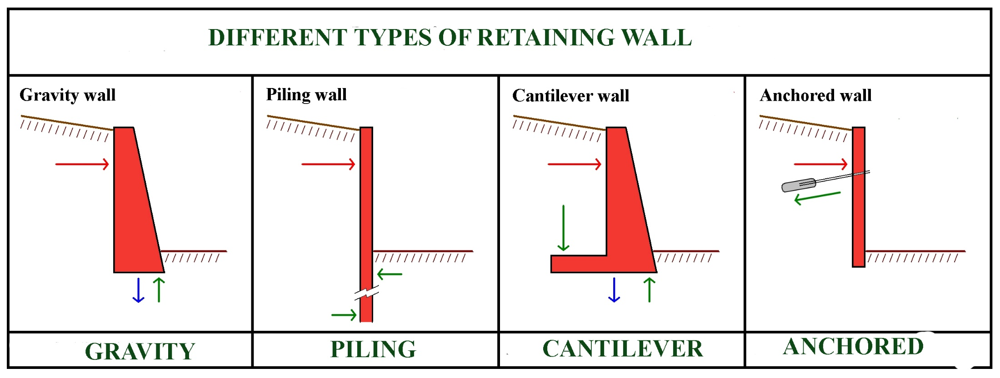 DIFFERENT TYPES OF RETAINING WALL
Gravity wall
Piling wall
Cantilever wall
Anchored wall
GRAVITY
PILING
CANTILEVER
ANCHORED